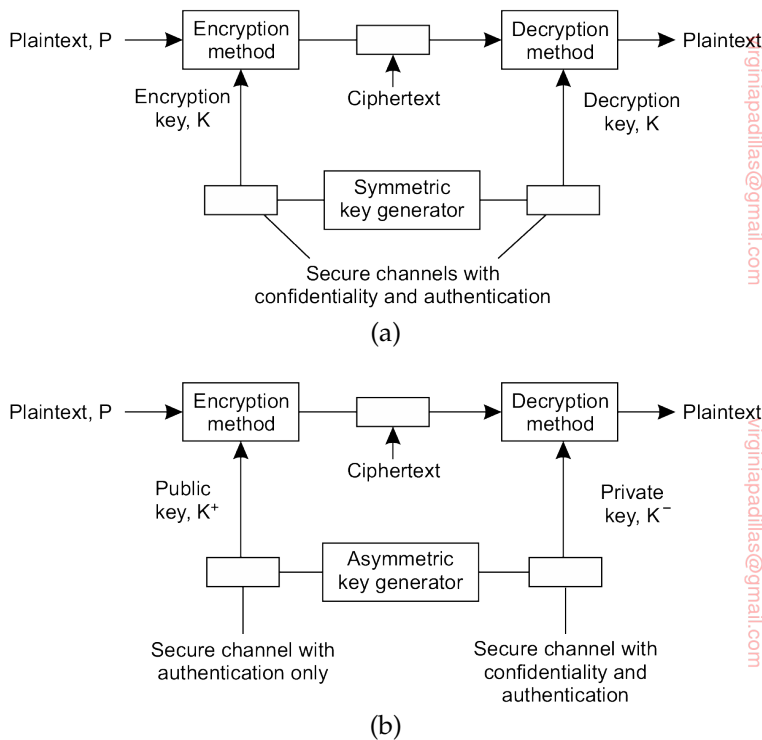 Plaintext, P
Encryption
method
Decryption
method
Plaintext
Ciphertext
Encryption
key, K
Decryption
key, K
Symmetric
key generator
Secure channels with
confidentiality and authentication
(a)
virginiapadillas@gmail.com
Plaintext, P
Encryption
method
Decryption
method
Plaintext
Ciphertext
Public
key, K⁺
Private
key, K⁻
Asymmetric
key generator
Secure channel with
authentication only
Secure channel with
confidentiality and
authentication
(b)
virginiapadillas@gmail.com